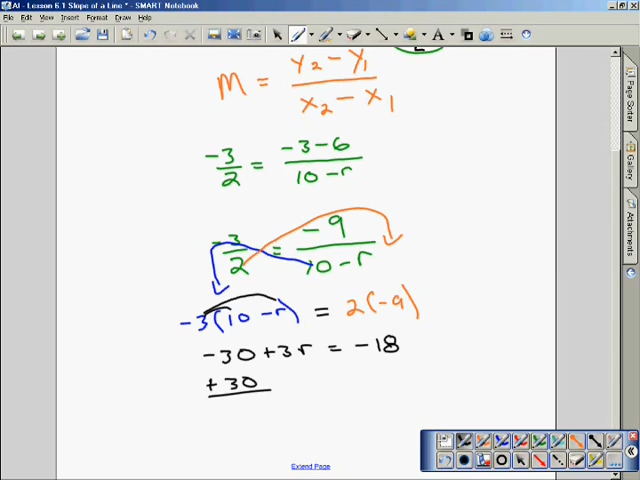 AI - Lesson 6 1 Slope of a Line * - SMART Notebook
File Edit View Insert Format Draw Help
m = y₂ - y₁ / x₂ - x₁
-3/2 = -3 - 6 / 10 - r
-3/2 = -9 / 10 - r
-3(10 - r) = 2(-9)
-30 + 3r = -18
+30
Extend Page
Page Sorter
Gallery